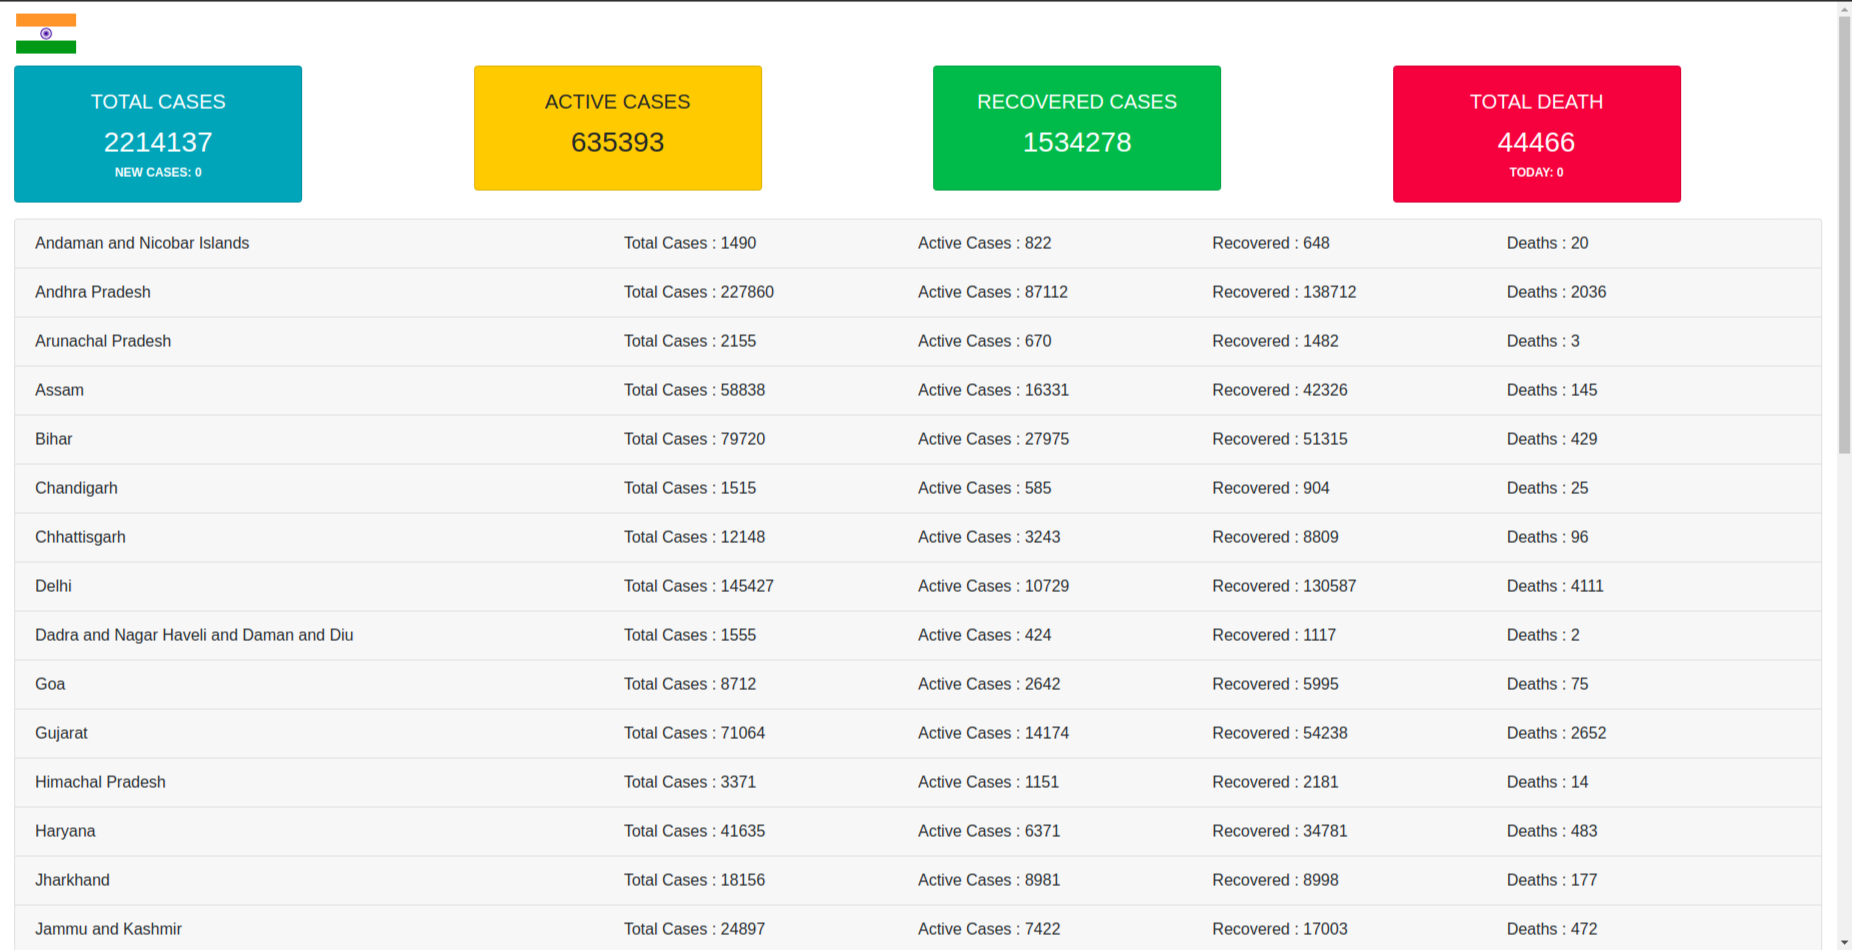 TOTAL CASES
2214137
NEW CASES: 0
ACTIVE CASES
635393
RECOVERED CASES
1534278
TOTAL DEATH
44466
TODAY: 0
Andaman and Nicobar Islands Total Cases : 1490 Active Cases : 822 Recovered : 648 Deaths : 20
Andhra Pradesh Total Cases : 227860 Active Cases : 87112 Recovered : 138712 Deaths : 2036
Arunachal Pradesh Total Cases : 2155 Active Cases : 670 Recovered : 1482 Deaths : 3
Assam Total Cases : 58838 Active Cases : 16331 Recovered : 42326 Deaths : 145
Bihar Total Cases : 79720 Active Cases : 27975 Recovered : 51315 Deaths : 429
Chandigarh Total Cases : 1515 Active Cases : 585 Recovered : 904 Deaths : 25
Chhattisgarh Total Cases : 12148 Active Cases : 3243 Recovered : 8809 Deaths : 96
Delhi Total Cases : 145427 Active Cases : 10729 Recovered : 130587 Deaths : 4111
Dadra and Nagar Haveli and Daman and Diu Total Cases : 1555 Active Cases : 424 Recovered : 1117 Deaths : 2
Goa Total Cases : 8712 Active Cases : 2642 Recovered : 5995 Deaths : 75
Gujarat Total Cases : 71064 Active Cases : 14174 Recovered : 54238 Deaths : 2652
Himachal Pradesh Total Cases : 3371 Active Cases : 1151 Recovered : 2181 Deaths : 14
Haryana Total Cases : 41635 Active Cases : 6371 Recovered : 34781 Deaths : 483
Jharkhand Total Cases : 18156 Active Cases : 8981 Recovered : 8998 Deaths : 177
Jammu and Kashmir Total Cases : 24897 Active Cases : 7422 Recovered : 17003 Deaths : 472